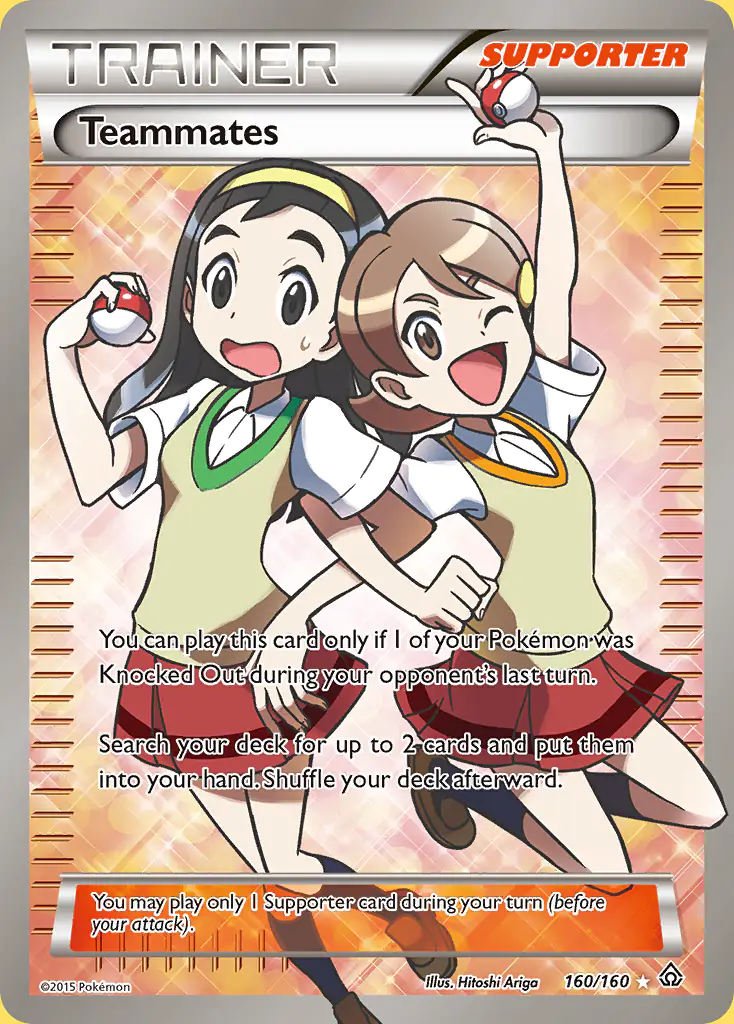 TRAINER
SUPPORTER
Teammates
You can play this card only if 1 of your Pokémon was
Knocked Out during your opponent's last turn.
Search your deck for up to 2 cards and put them
into your hand. Shuffle your deck afterward.
You may play only 1 Supporter card during your turn (before
your attack).
©2015 Pokémon
Illus. Hitoshi Ariga
160/160